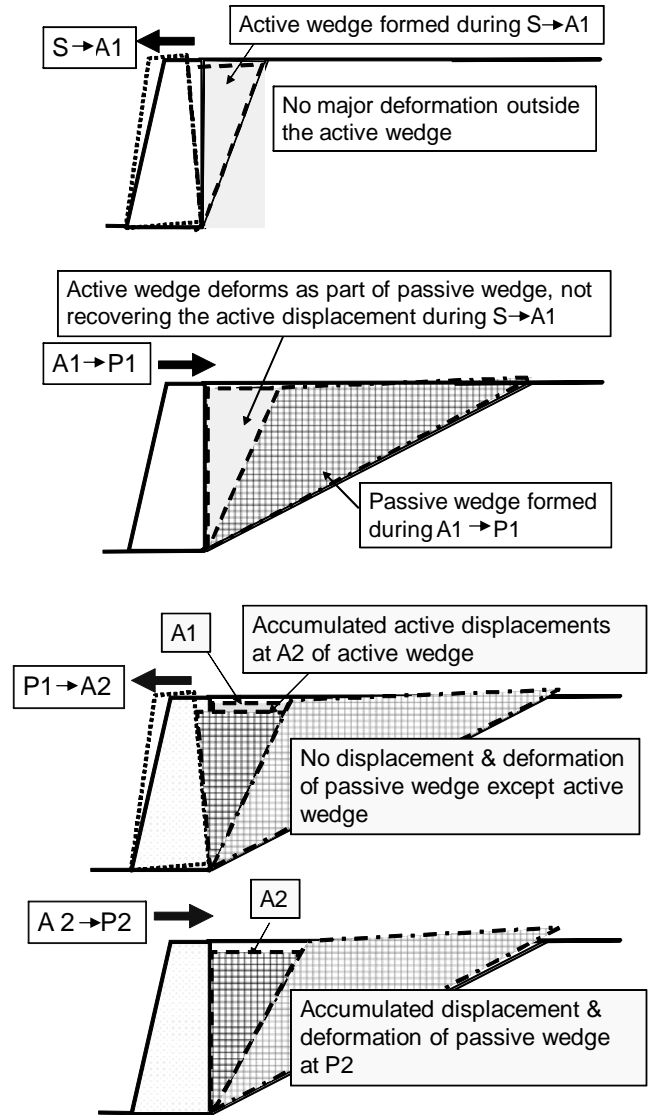 Active wedge formed during S→A1
S→A1
No major deformation outside
the active wedge
Active wedge deforms as part of passive wedge, not
recovering the active displacement during S→A1
A1→P1
Passive wedge formed
during A1 →P1
A1
Accumulated active displacements
at A2 of active wedge
P1→A2
No displacement & deformation
of passive wedge except active
wedge
A2
A 2→P2
Accumulated displacement &
deformation of passive wedge
at P2